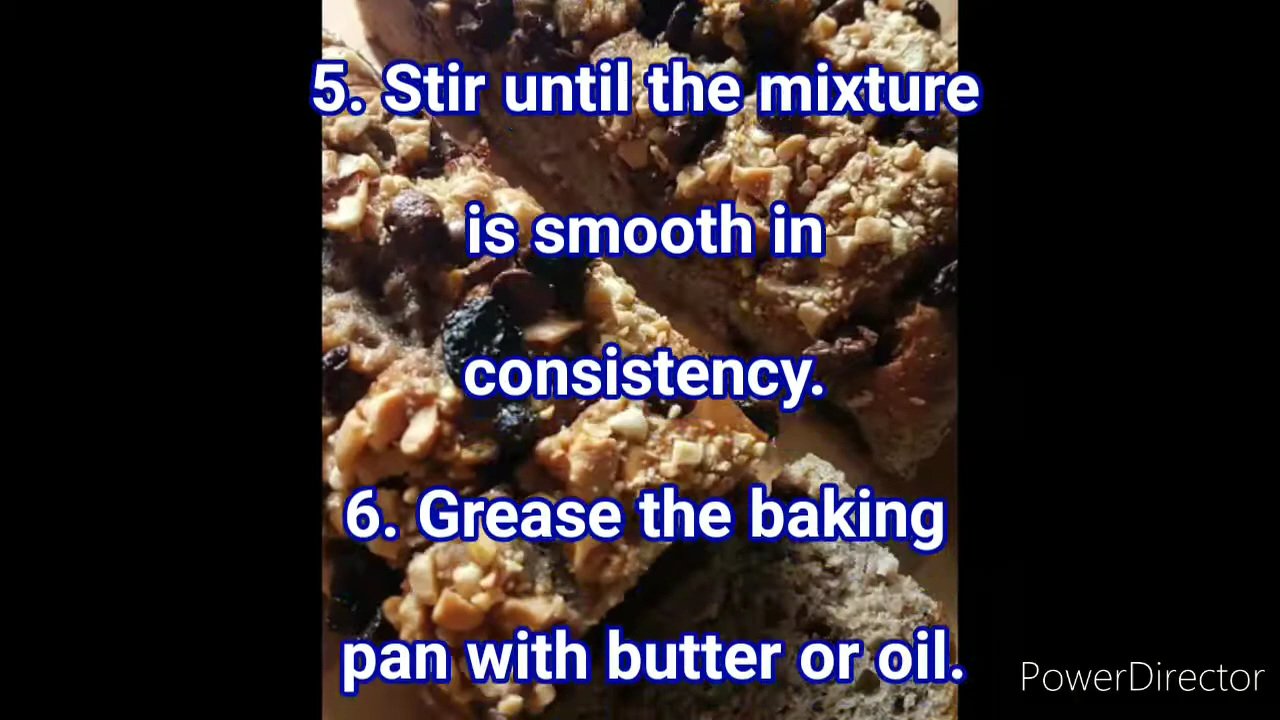 5. Stir until the mixture
is smooth in
consistency.
6. Grease the baking
pan with butter or oil.
PowerDirector